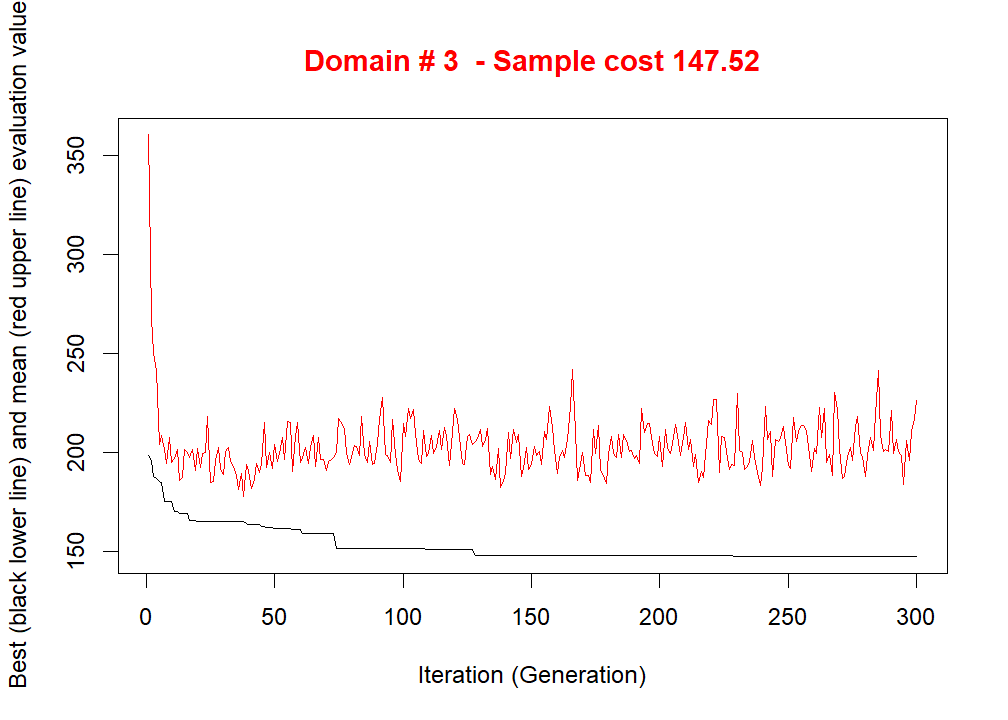 Domain # 3  - Sample cost 147.52
Best (black lower line) and mean (red upper line) evaluation value
350
300
250
200
150
0 50 100 150 200 250 300
Iteration (Generation)